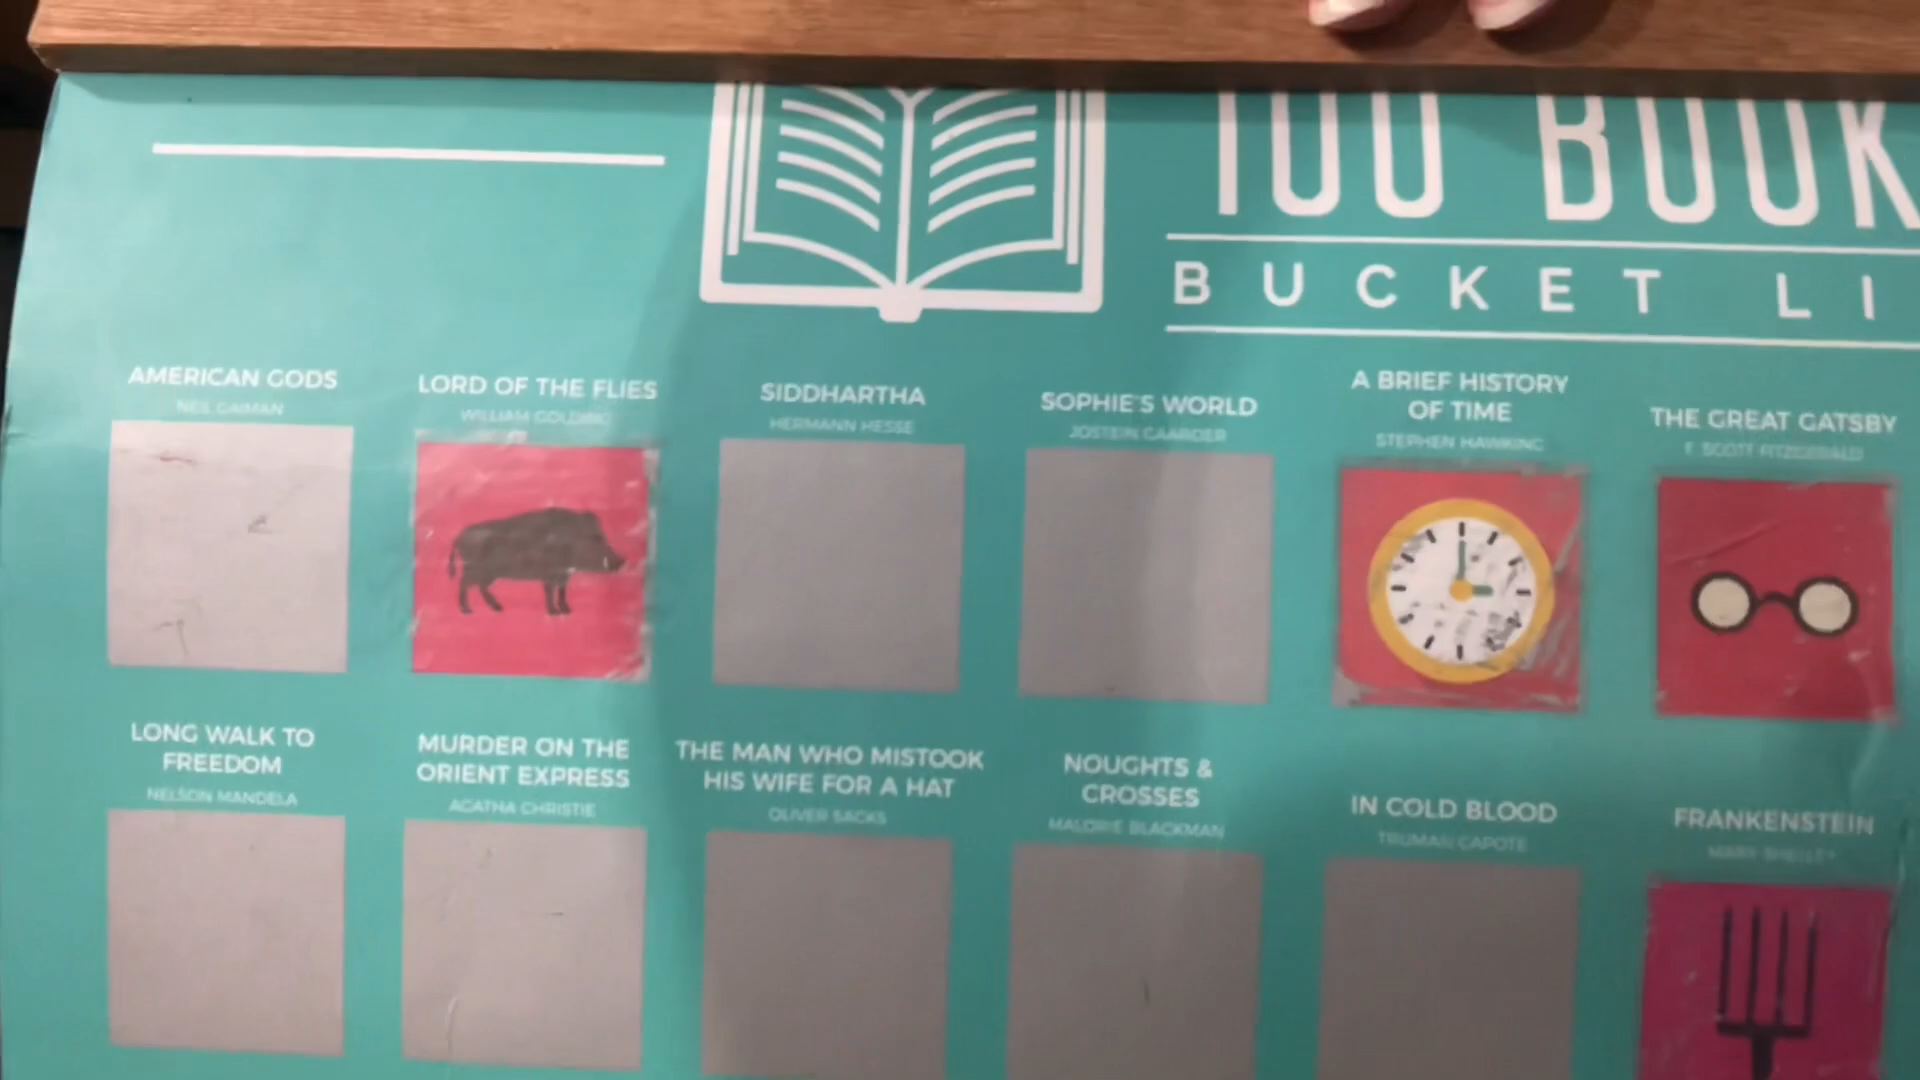 100 BOOK
BUCKET LI
AMERICAN GODS
NEIL GAIMAN
LORD OF THE FLIES
WILLIAM GOLDING
SIDDHARTHA
HERMANN HESSE
SOPHIE'S WORLD
JOSTEIN GAARDER
A BRIEF HISTORY
OF TIME
STEPHEN HAWKING
THE GREAT GATSBY
F. SCOTT FITZGERALD
LONG WALK TO
FREEDOM
NELSON MANDELA
MURDER ON THE
ORIENT EXPRESS
AGATHA CHRISTIE
THE MAN WHO MISTOOK
HIS WIFE FOR A HAT
OLIVER SACKS
NOUGHTS &
CROSSES
MALORIE BLACKMAN
IN COLD BLOOD
TRUMAN CAPOTE
FRANKENSTEIN
MARY SHELLEY